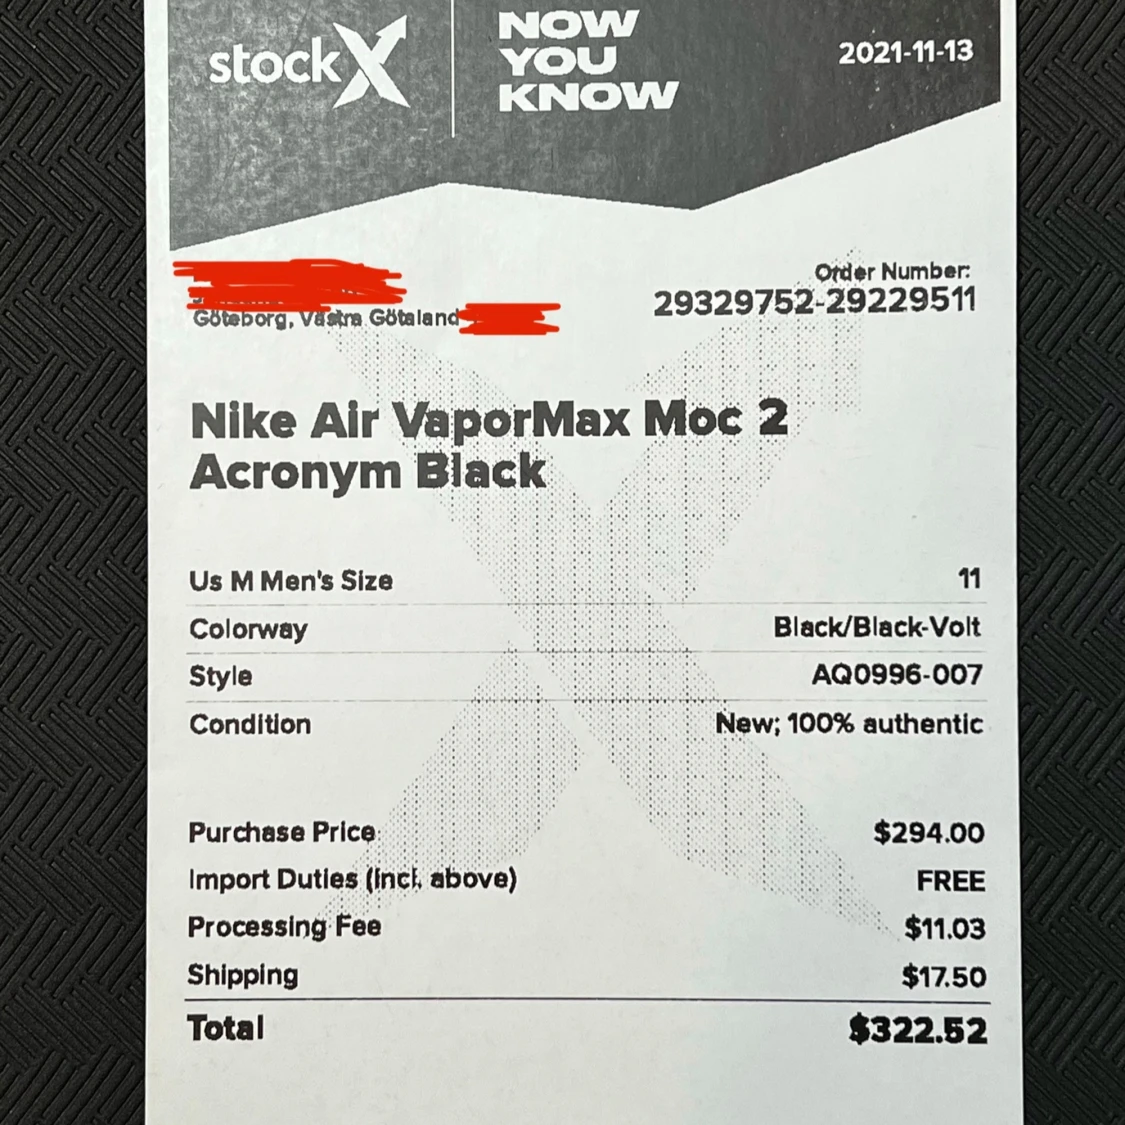 stockX
NOW
YOU
KNOW
2021-11-13
Order Number:
29329752-29229511
Göteborg, Västra Götaland
Nike Air VaporMax Moc 2
Acronym Black
Us M Men's Size 11
Colorway Black/Black-Volt
Style AQ0996-007
Condition New; 100% authentic
Purchase Price: $294.00
Import Duties (Incl. above) FREE
Processing Fee $11.03
Shipping $17.50
Total $322.52